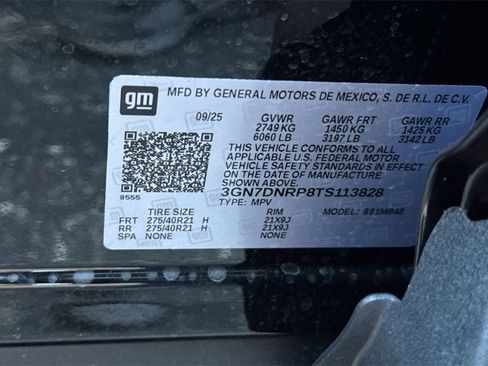 gm
MFD BY GENERAL MOTORS DE MEXICO, S. DE R.L. DE C.V.
09/25 GVWR GAWR FRT GAWR RR
2749 KG 1450 KG 1425 KG
6060 LB 3197 LB 3142 LB
THIS VEHICLE CONFORMS TO ALL
APPLICABLE U.S. FEDERAL MOTOR
VEHICLE SAFETY STANDARDS IN EFFECT
ON THE DATE OF MANUFACTURE
SHOWN ABOVE.
3GN7DNRP8TS113828
8555 TYPE: MPV
TIRE SIZE RIM MODEL:
FRT 275/40R21 H 21X9J
RR 275/40R21 H 21X9J
SPA NONE NONE